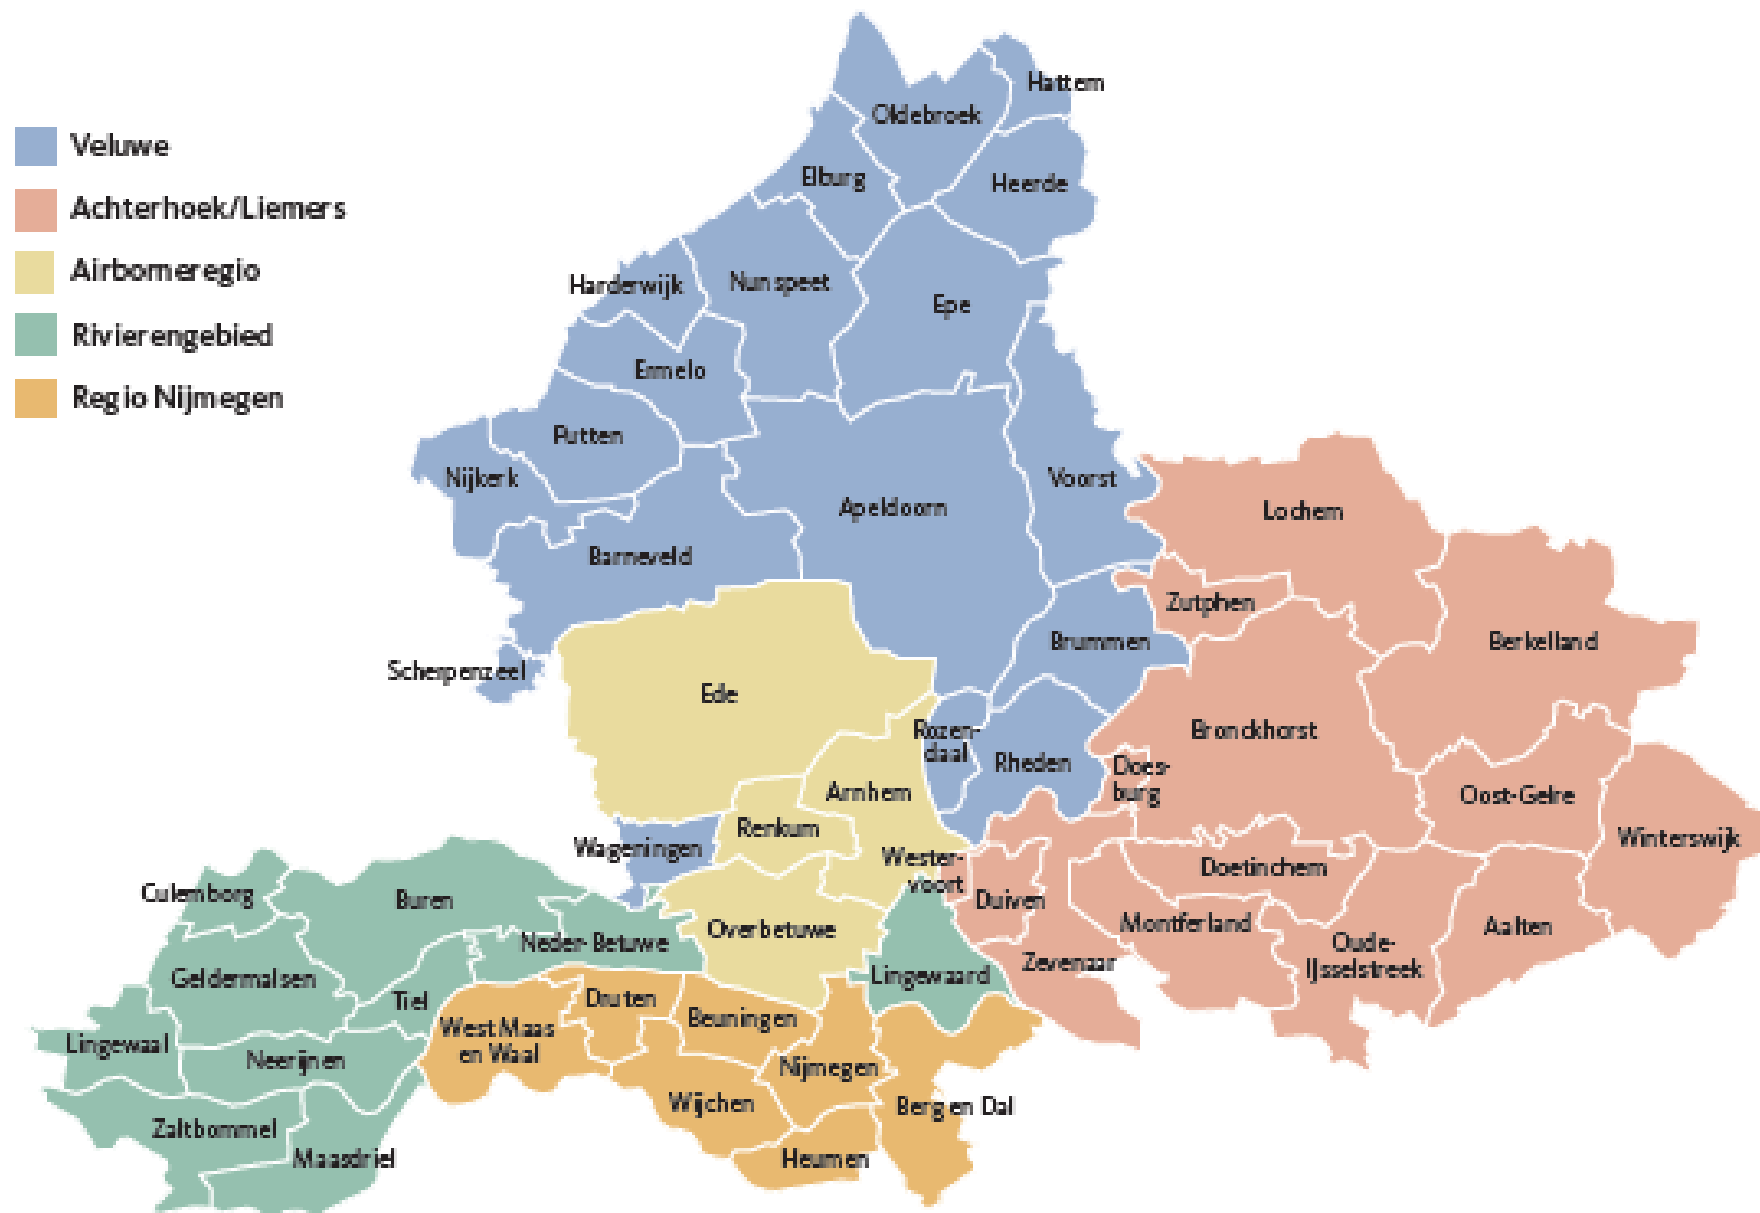 Veluwe
Achterhoek/Liemers
Airborneregio
Rivierengebied
Regio Nijmegen
Hattem
Oldebroek
Elburg
Heerde
Harderwijk
Nunspeet
Epe
Ermelo
Putten
Nijkerk
Voorst
Apeldoorn
Lochem
Barneveld
Zutphen
Brummen
Berkelland
Scherpenzeel
Ede
Rozen-
daal
Bronckhorst
Rheden
Does-
burg
Arnhem
Oost-Gelre
Renkum
Winterswijk
Wageningen
Wester-
voort
Doetinchem
Culemborg
Buren
Duiven
Montferland
Aalten
Overbetuwe
Neder-Betuwe
Oude-
IJsselstreek
Zevenaar
Geldermalsen
Lingewaard
Tiel
Druten
Beuningen
West Maas
en Waal
Lingewaal
Neerijnen
Nijmegen
Wijchen
Berg en Dal
Zaltbommel
Maasdriel
Heumen